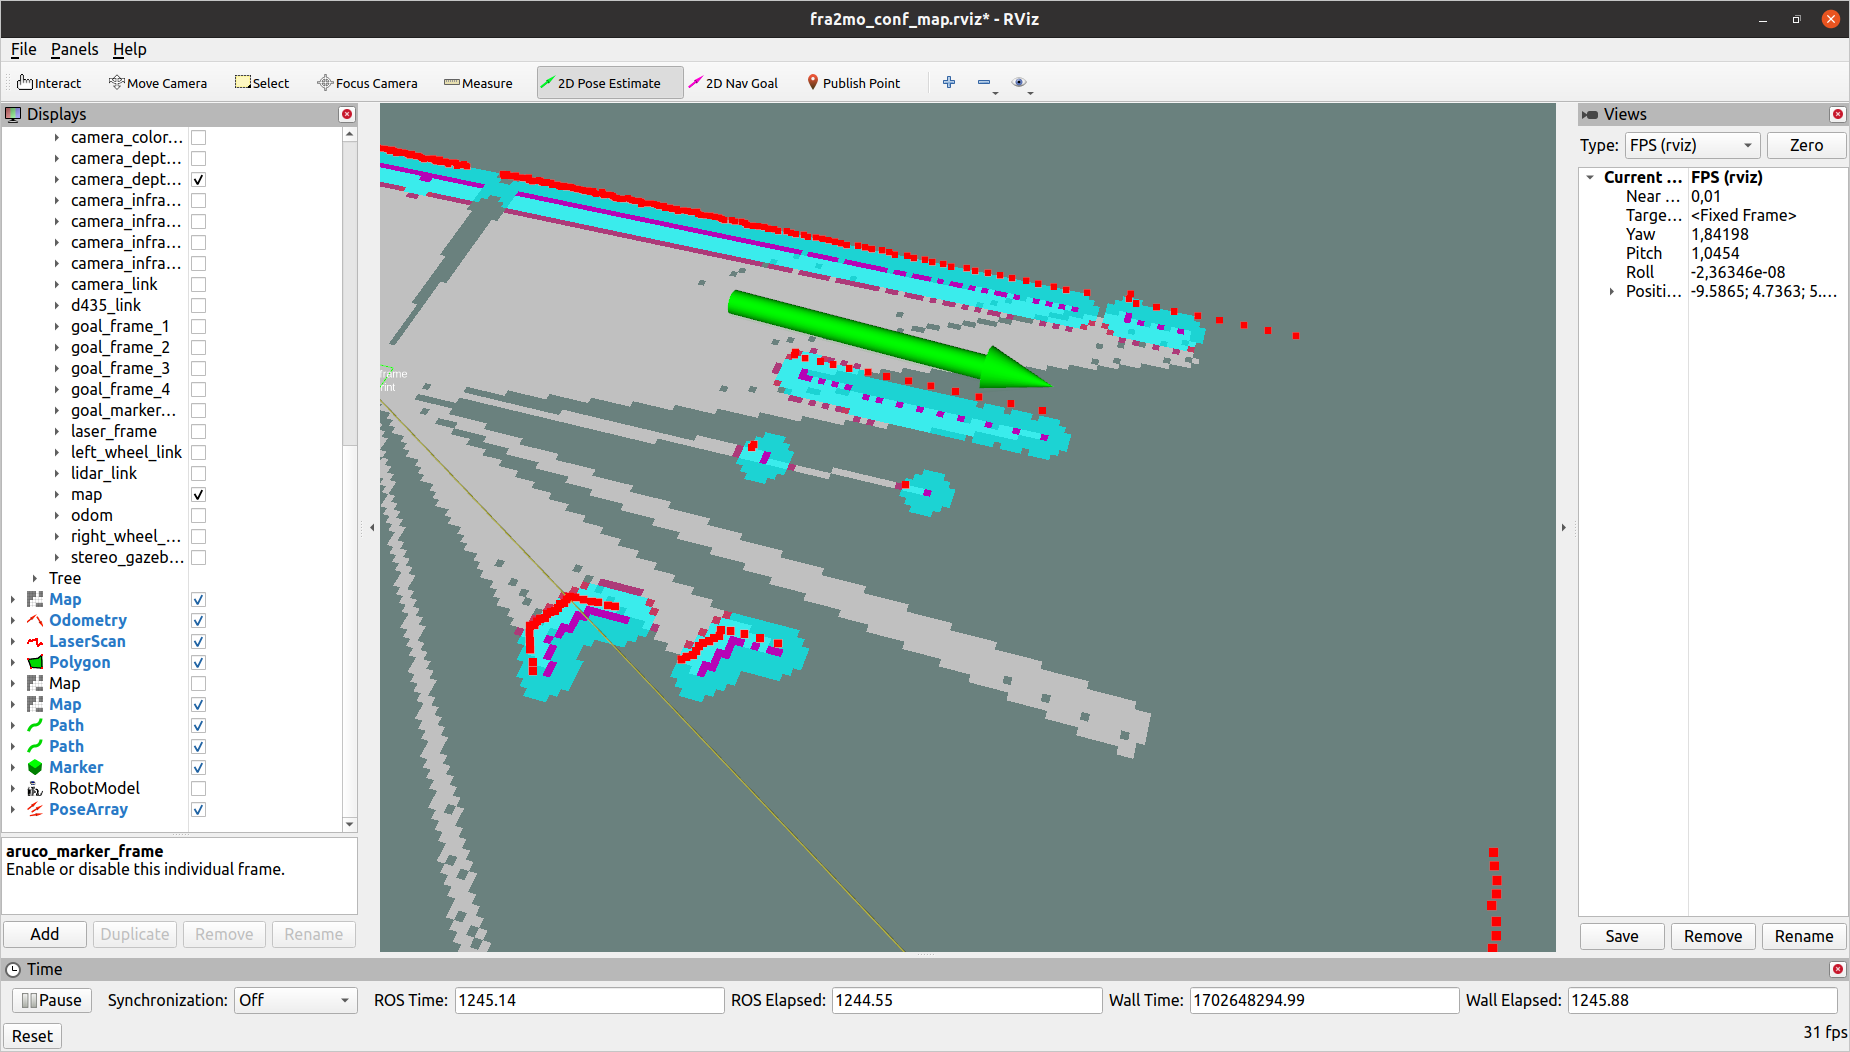 fra2mo_conf_map.rviz* - RViz
File Panels Help
Interact Move Camera Select Focus Camera Measure 2D Pose Estimate 2D Nav Goal Publish Point
Displays
camera_color...
camera_dept...
camera_dept...
camera_infra...
camera_infra...
camera_infra...
camera_infra...
camera_link
d435_link
goal_frame_1
goal_frame_2
goal_frame_3
goal_frame_4
goal_marker...
laser_frame
left_wheel_link
lidar_link
map
odom
right_wheel_...
stereo_gazeb...
Tree
Map
Odometry
LaserScan
Polygon
Map
Map
Path
Path
Marker
RobotModel
PoseArray
aruco_marker_frame
Enable or disable this individual frame.
Add Duplicate Remove Rename
frame
rint
Views
Type: FPS (rviz) Zero
Current ... FPS (rviz)
Near ... 0,01
Targe... <Fixed Frame>
Yaw 1,84198
Pitch 1,0454
Roll -2,36346e-08
Positi... -9.5865; 4.7363; 5....
Save Remove Rename
Time
Pause Synchronization: Off ROS Time: 1245.14 ROS Elapsed: 1244.55 Wall Time: 1702648294.99 Wall Elapsed: 1245.88
Reset 31 fps